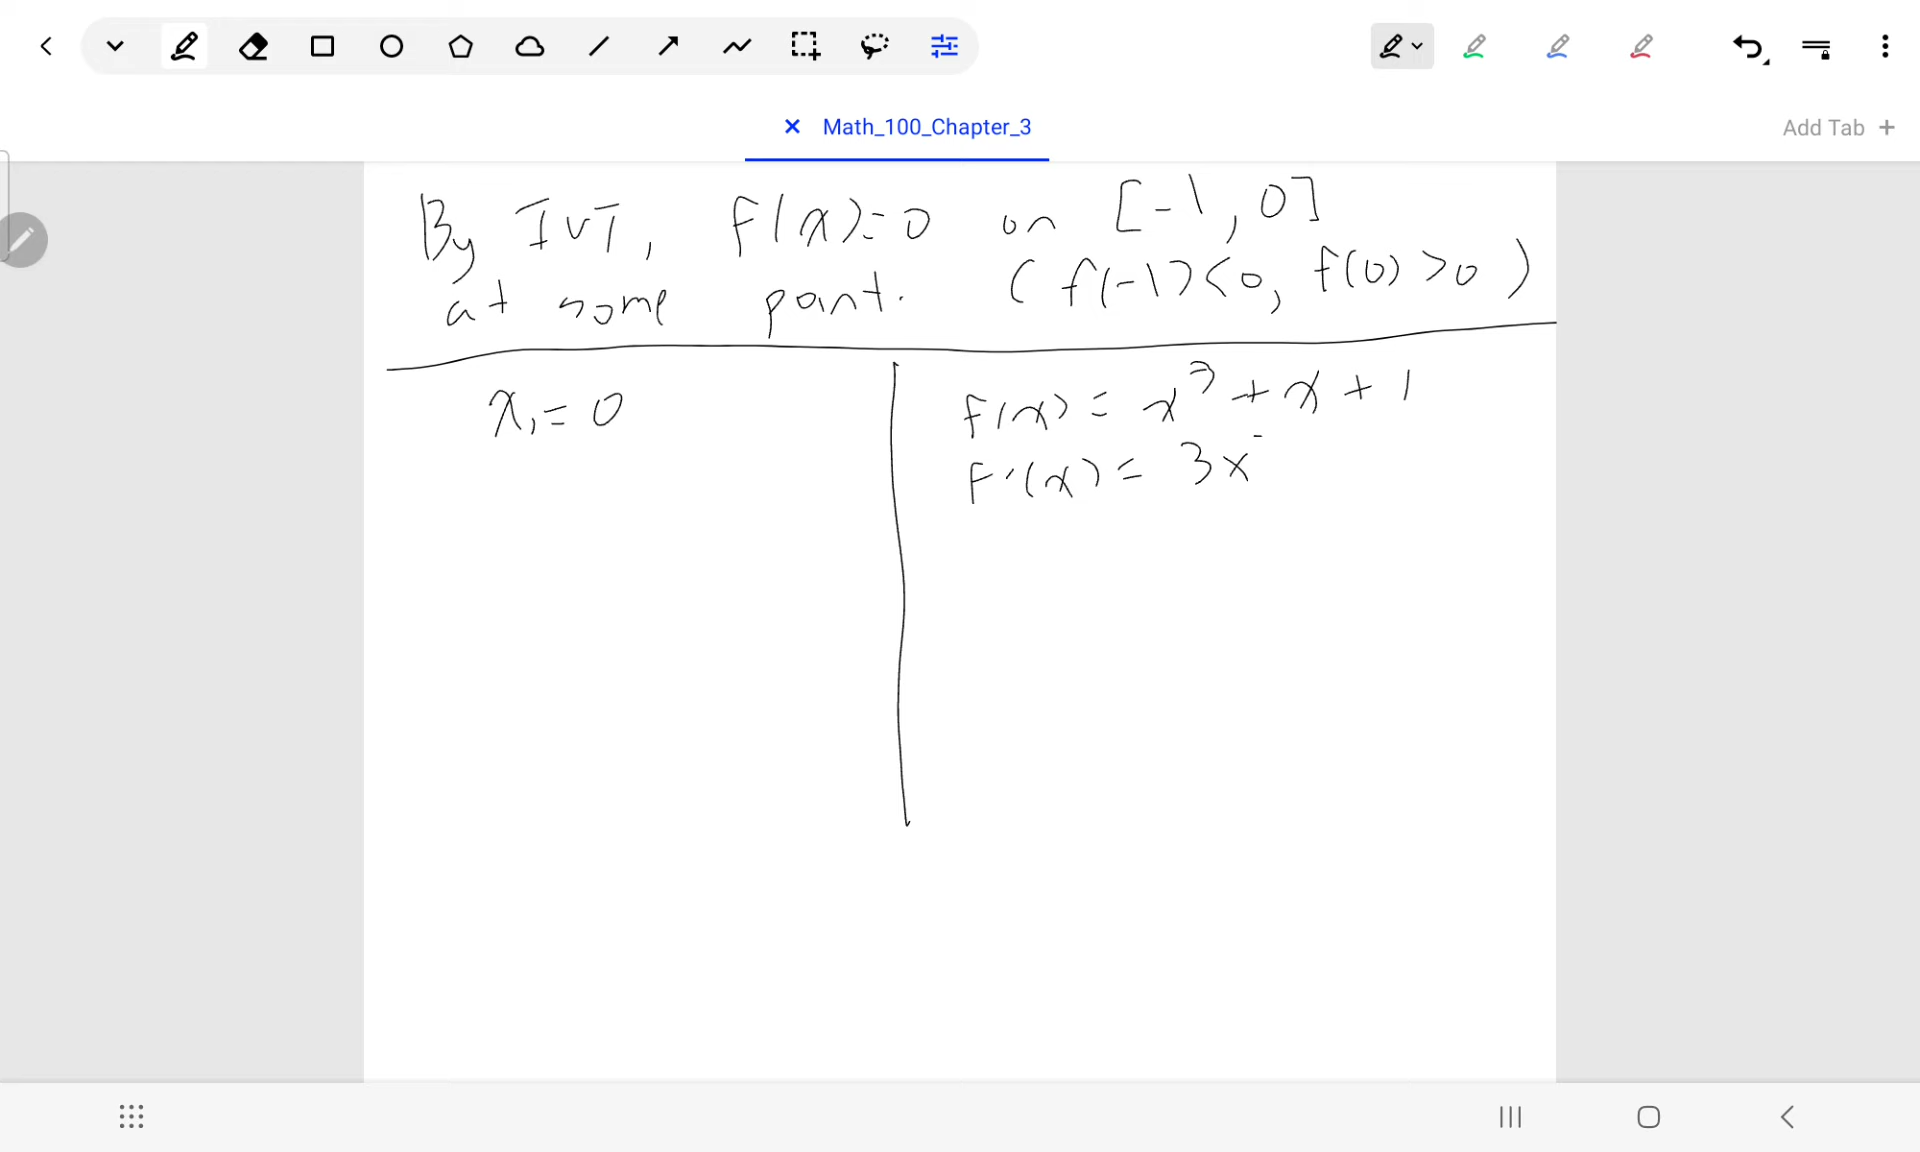 Math_100_Chapter_3
Add Tab
By IVT, f(x)=0 on [-1, 0]
at some point. (f(-1)<0, f(0)>0)
x₁=0
f(x)= x³+x+1
f'(x)= 3x